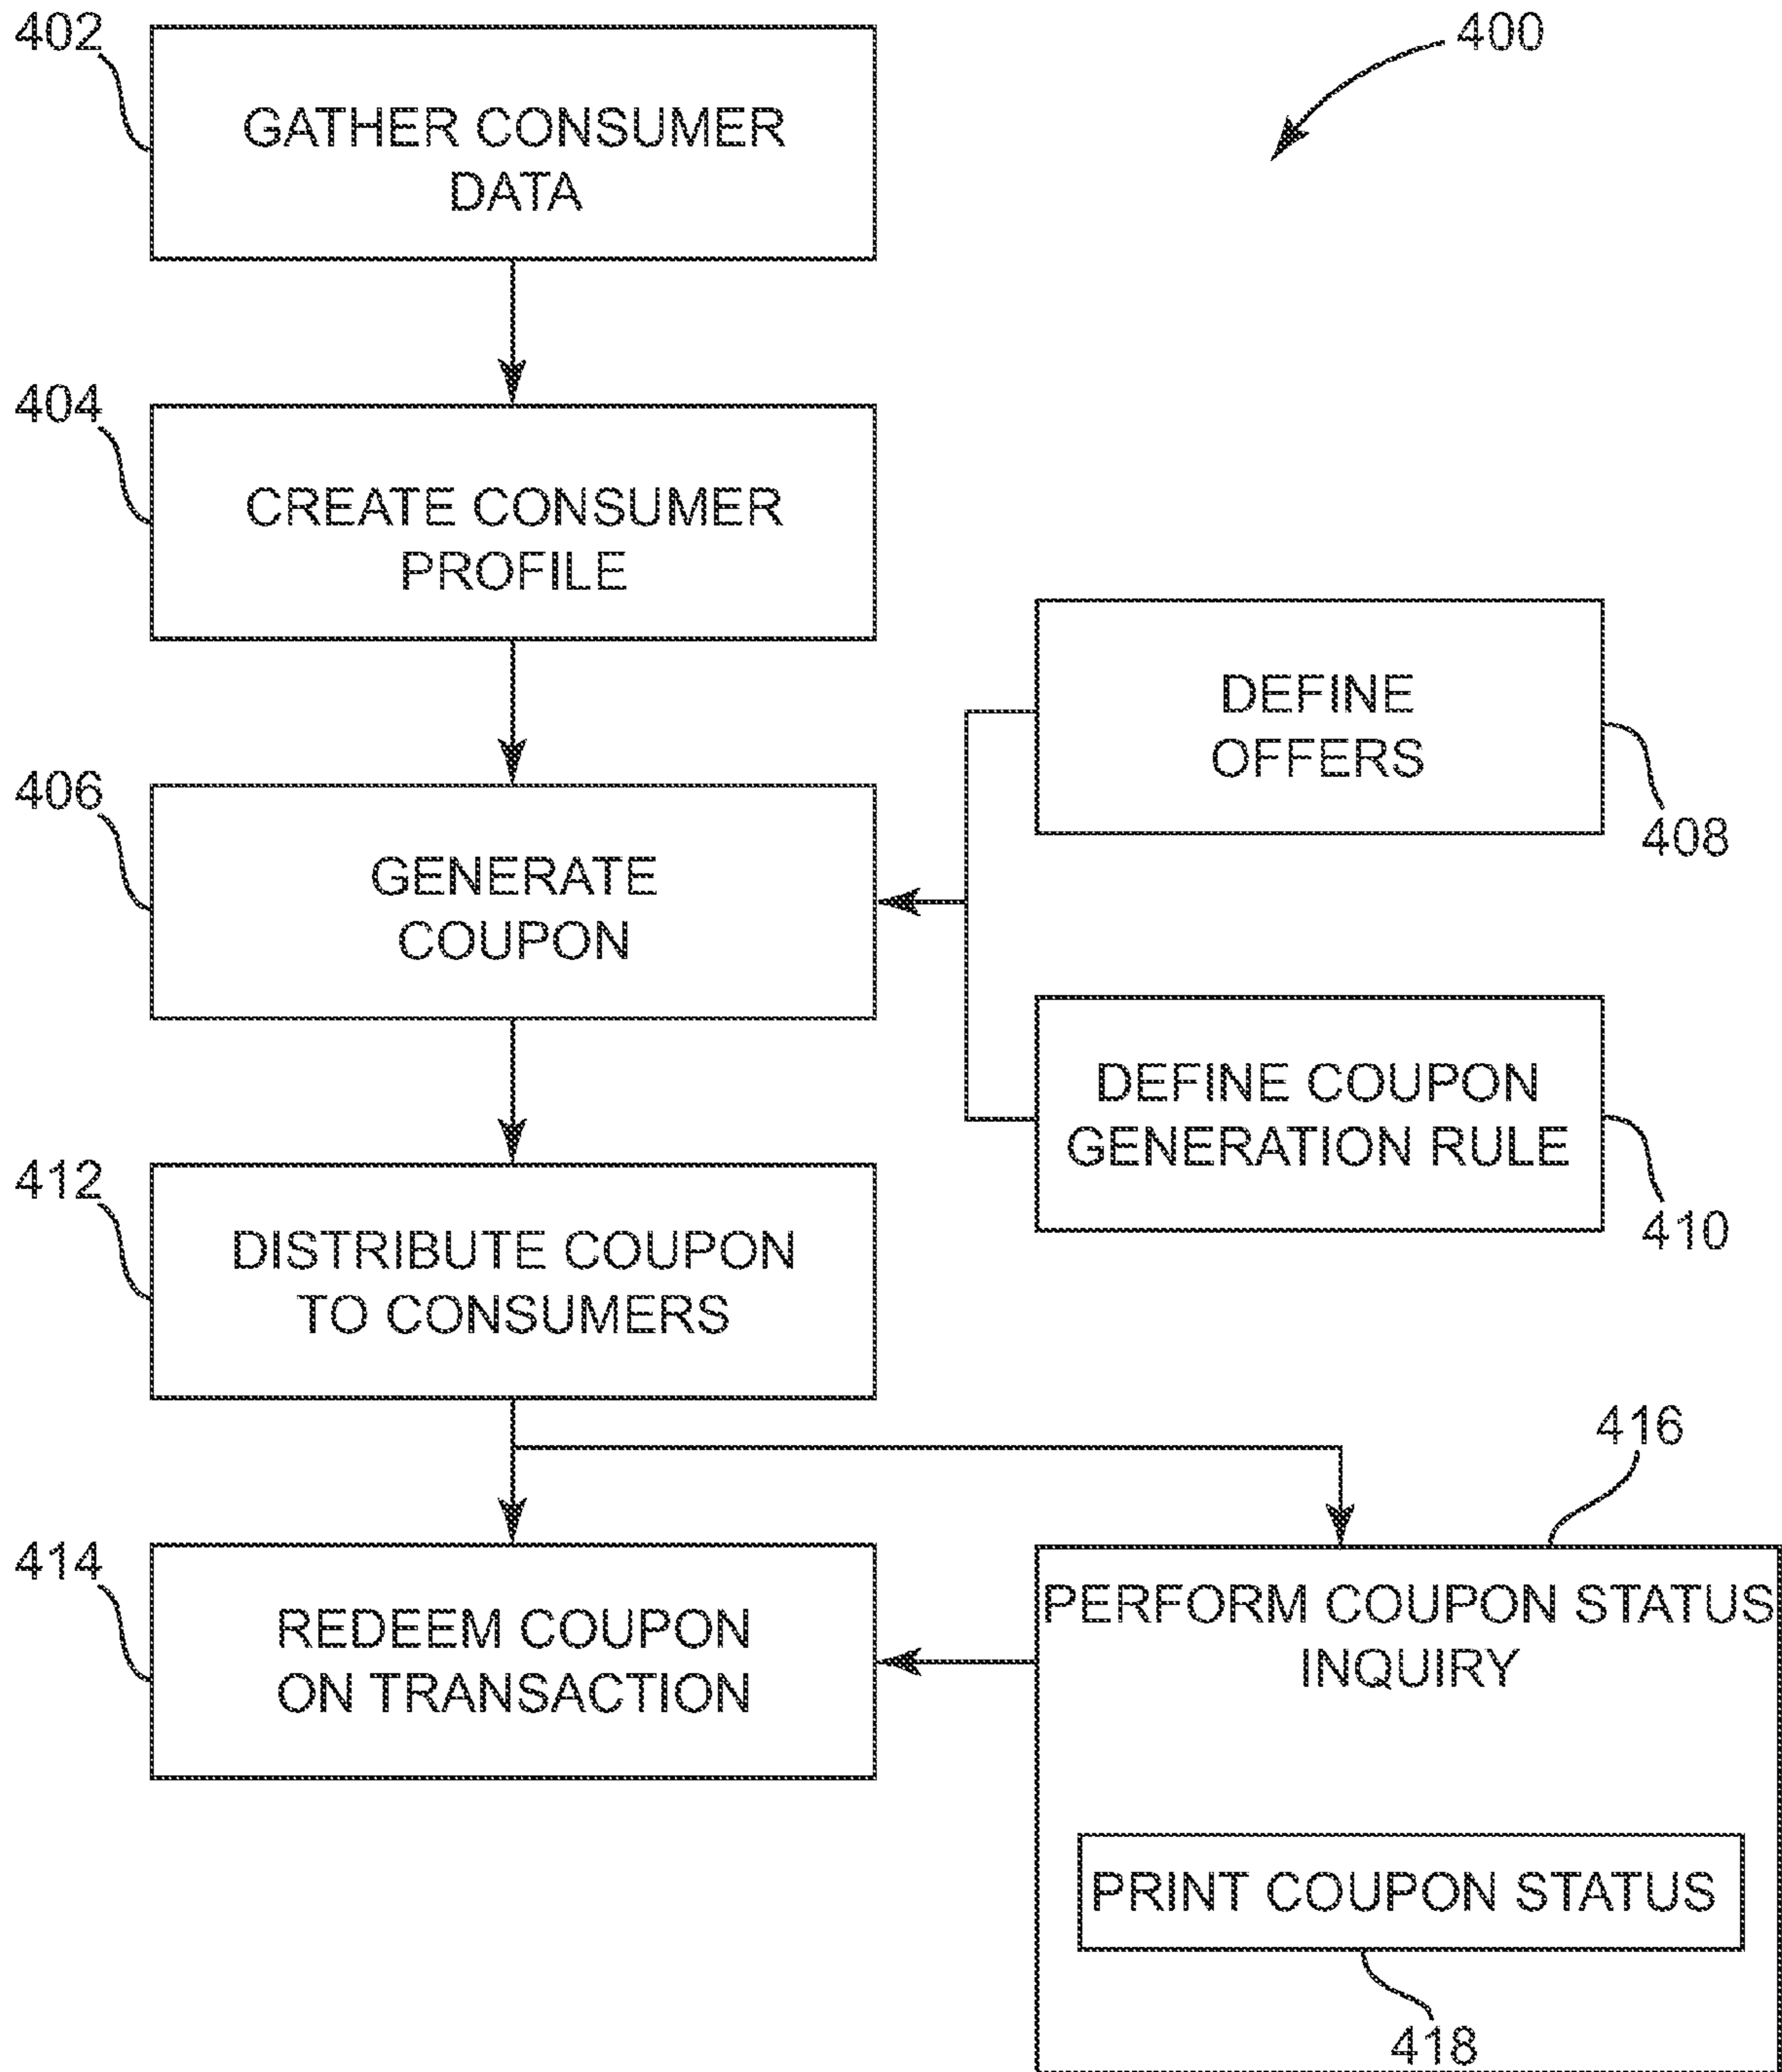 402
400
GATHER CONSUMER
DATA
404
CREATE CONSUMER
PROFILE
DEFINE
OFFERS
408
406
GENERATE
COUPON
DEFINE COUPON
GENERATION RULE
410
412
DISTRIBUTE COUPON
TO CONSUMERS
416
414
REDEEM COUPON
ON TRANSACTION
PERFORM COUPON STATUS
INQUIRY
PRINT COUPON STATUS
418